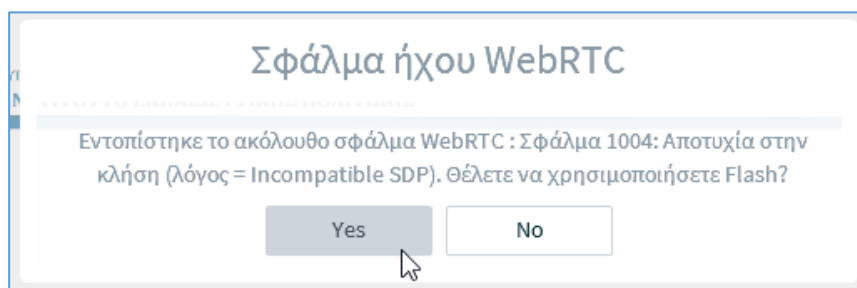 Σφάλμα ήχου WebRTC
Εντοπίστηκε το ακόλουθο σφάλμα WebRTC : Σφάλμα 1004: Αποτυχία στην
κλήση (λόγος = Incompatible SDP). Θέλετε να χρησιμοποιήσετε Flash?
Yes
No